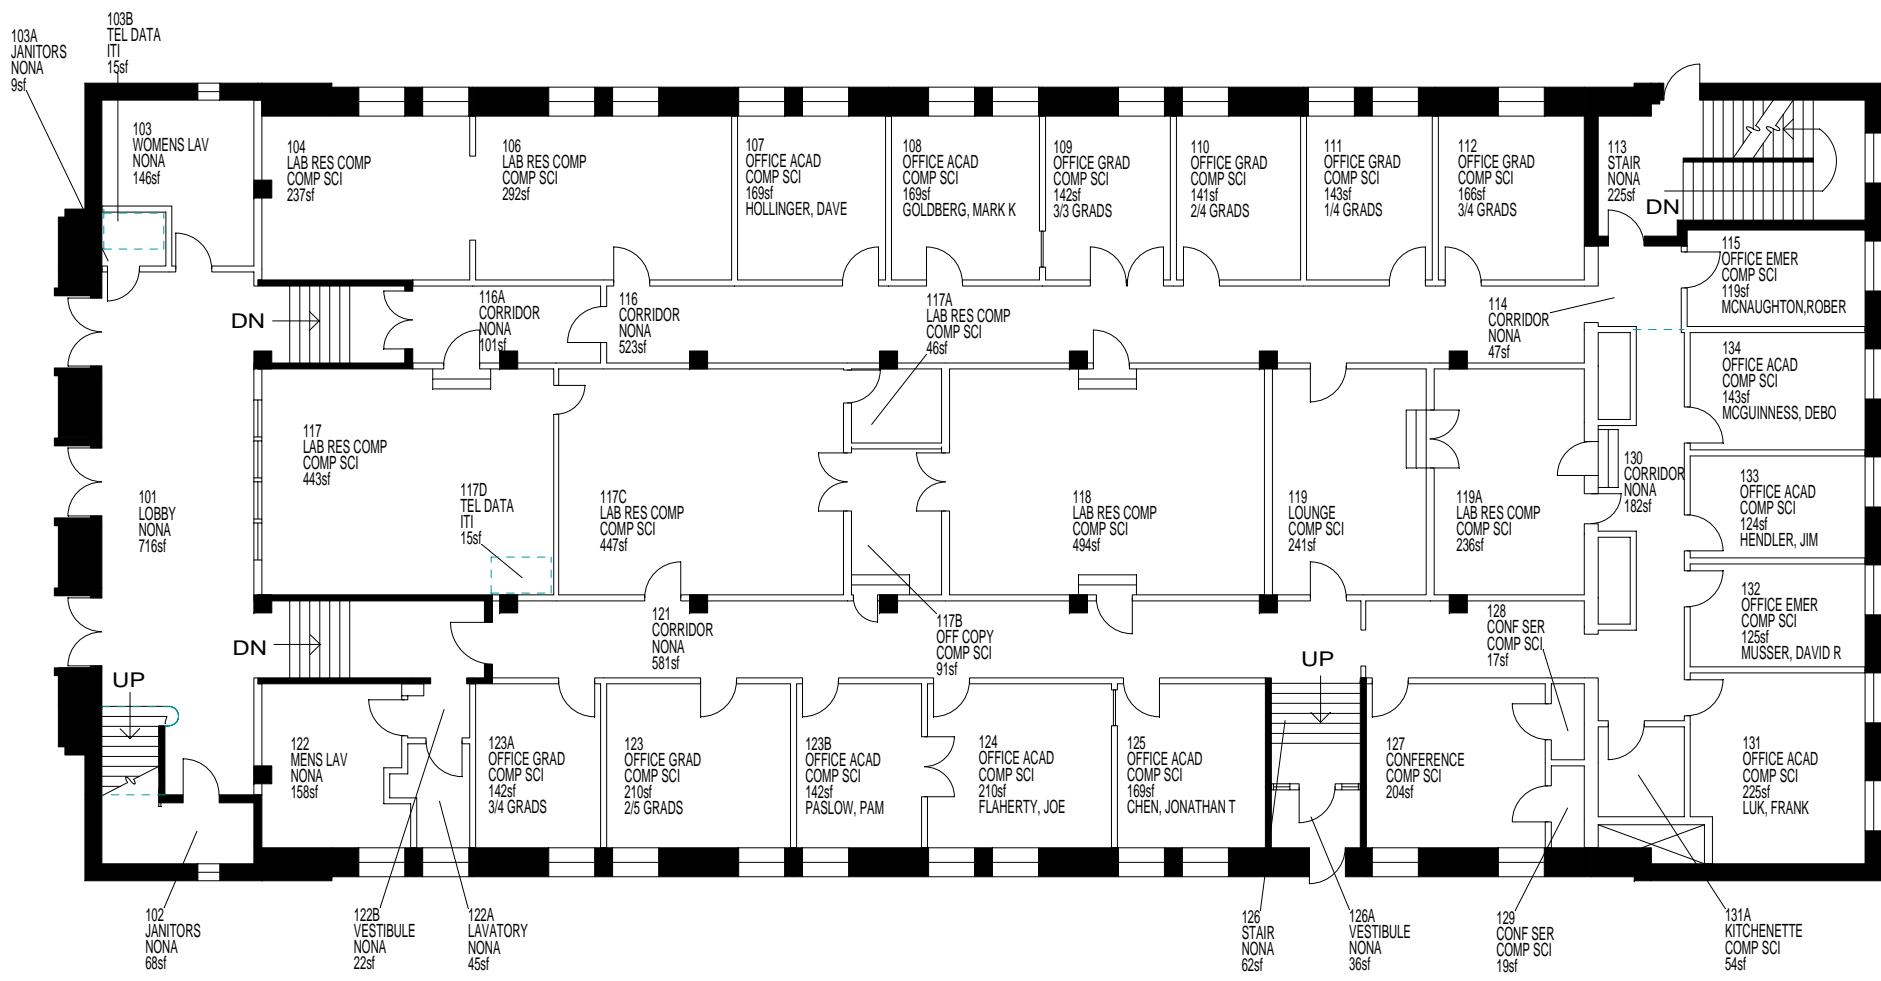 103B
TEL DATA
ITI
15sf
103A
JANITORS
NONA
9sf
103
WOMENS LAV
NONA
146sf
104
LAB RES COMP
COMP SCI
237sf
106
LAB RES COMP
COMP SCI
292sf
107
OFFICE ACAD
COMP SCI
169sf
HOLLINGER, DAVE
108
OFFICE ACAD
COMP SCI
169sf
GOLDBERG, MARK K
109
OFFICE GRAD
COMP SCI
142sf
3/3 GRADS
110
OFFICE GRAD
COMP SCI
141sf
2/4 GRADS
111
OFFICE GRAD
COMP SCI
143sf
1/4 GRADS
112
OFFICE GRAD
COMP SCI
166sf
3/4 GRADS
113
STAIR
NONA
225sf
DN
115
OFFICE EMER
COMP SCI
119sf
MCNAUGHTON,ROBER
DN
116A
CORRIDOR
NONA
101sf
116
CORRIDOR
NONA
523sf
117A
LAB RES COMP
COMP SCI
46sf
114
CORRIDOR
NONA
47sf
134
OFFICE ACAD
COMP SCI
143sf
MCGUINNESS, DEBO
117
LAB RES COMP
COMP SCI
443sf
117D
TEL DATA
ITI
15sf
101
LOBBY
NONA
716sf
117C
LAB RES COMP
COMP SCI
447sf
118
LAB RES COMP
COMP SCI
494sf
119
LOUNGE
COMP SCI
241sf
119A
LAB RES COMP
COMP SCI
236sf
130
CORRIDOR
NONA
182sf
133
OFFICE ACAD
COMP SCI
124sf
HENDLER, JIM
132
OFFICE EMER
COMP SCI
125sf
MUSSER, DAVID R
DN
121
CORRIDOR
NONA
581sf
117B
OFF COPY
COMP SCI
91sf
128
CONF SER
COMP SCI
17sf
UP
UP
122
MENS LAV
NONA
158sf
123A
OFFICE GRAD
COMP SCI
142sf
3/4 GRADS
123
OFFICE GRAD
COMP SCI
210sf
2/5 GRADS
123B
OFFICE ACAD
COMP SCI
142sf
PASLOW, PAM
124
OFFICE ACAD
COMP SCI
210sf
FLAHERTY, JOE
125
OFFICE ACAD
COMP SCI
169sf
CHEN, JONATHAN T
127
CONFERENCE
COMP SCI
204sf
131
OFFICE ACAD
COMP SCI
225sf
LUK, FRANK
102
JANITORS
NONA
68sf
122B
VESTIBULE
NONA
22sf
122A
LAVATORY
NONA
45sf
126
STAIR
NONA
62sf
126A
VESTIBULE
NONA
36sf
129
CONF SER
COMP SCI
19sf
131A
KITCHENETTE
COMP SCI
54sf